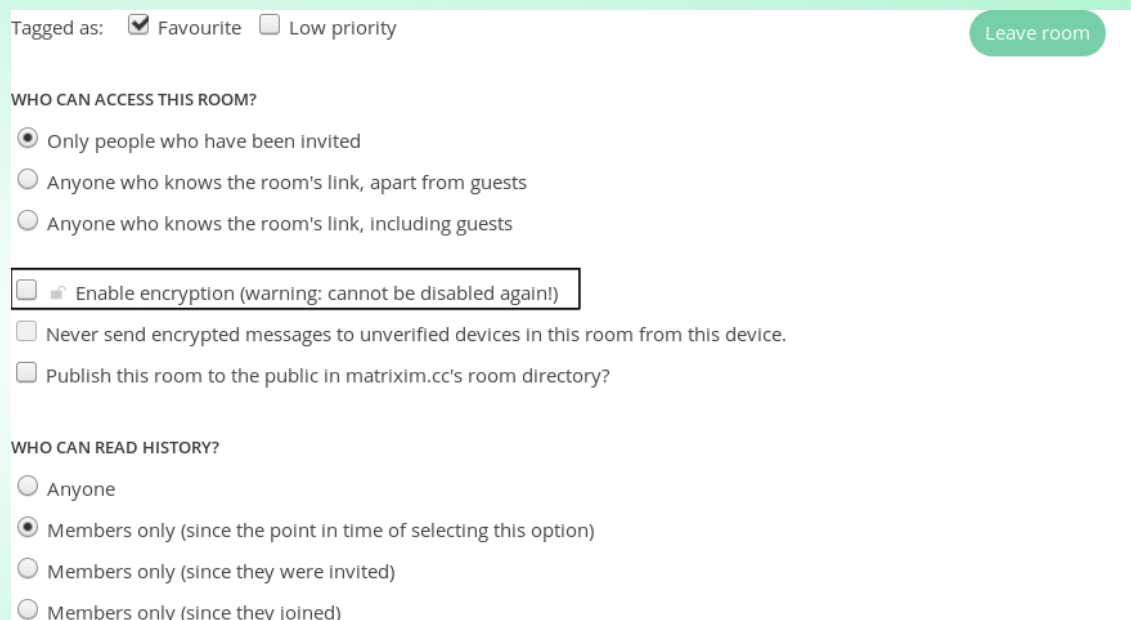 Tagged as: Favourite Low priority Leave room
WHO CAN ACCESS THIS ROOM?
Only people who have been invited
Anyone who knows the room's link, apart from guests
Anyone who knows the room's link, including guests
Enable encryption (warning: cannot be disabled again!)
Never send encrypted messages to unverified devices in this room from this device.
Publish this room to the public in matrixim.cc's room directory?
WHO CAN READ HISTORY?
Anyone
Members only (since the point in time of selecting this option)
Members only (since they were invited)
Members only (since they joined)